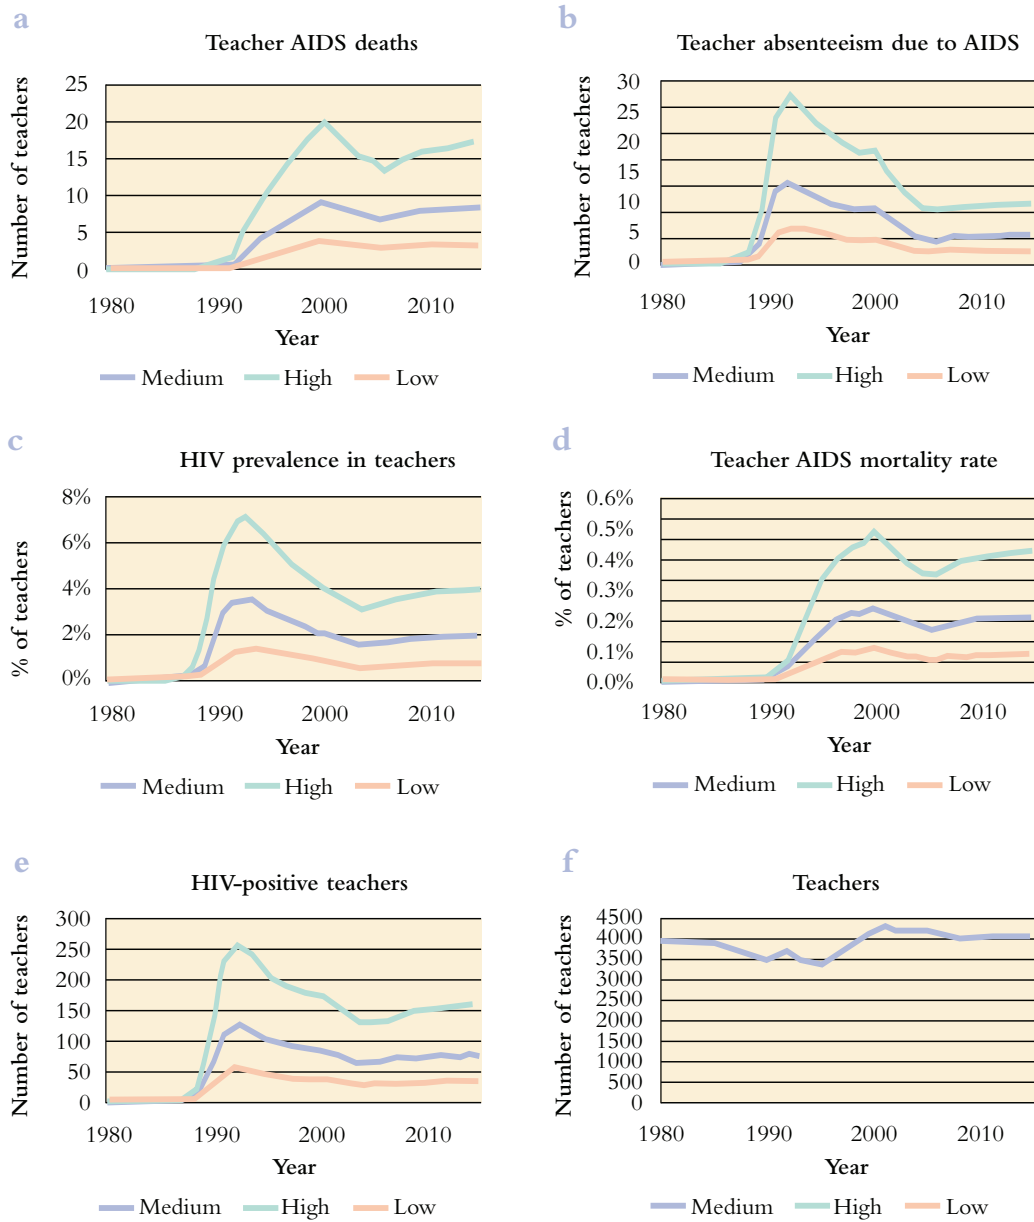 a
Teacher AIDS deaths
Number of teachers
25
20
15
10
5
0
1980 1990 2000 2010
Year
Medium High Low
b
Teacher absenteeism due to AIDS
Number of teachers
30
25
20
15
10
5
0
1980 1990 2000 2010
Year
Medium High Low
c
HIV prevalence in teachers
% of teachers
8%
6%
4%
2%
0%
1980 1990 2000 2010
Year
Medium High Low
d
Teacher AIDS mortality rate
% of teachers
0.6%
0.5%
0.4%
0.3%
0.2%
0.1%
0.0%
1980 1990 2000 2010
Year
Medium High Low
e
HIV-positive teachers
Number of teachers
300
250
200
150
100
50
0
1980 1990 2000 2010
Year
Medium High Low
f
Teachers
Number of teachers
4500
4000
3500
3000
2500
2000
1500
1000
500
0
1980 1990 2000 2010
Year
Medium High Low